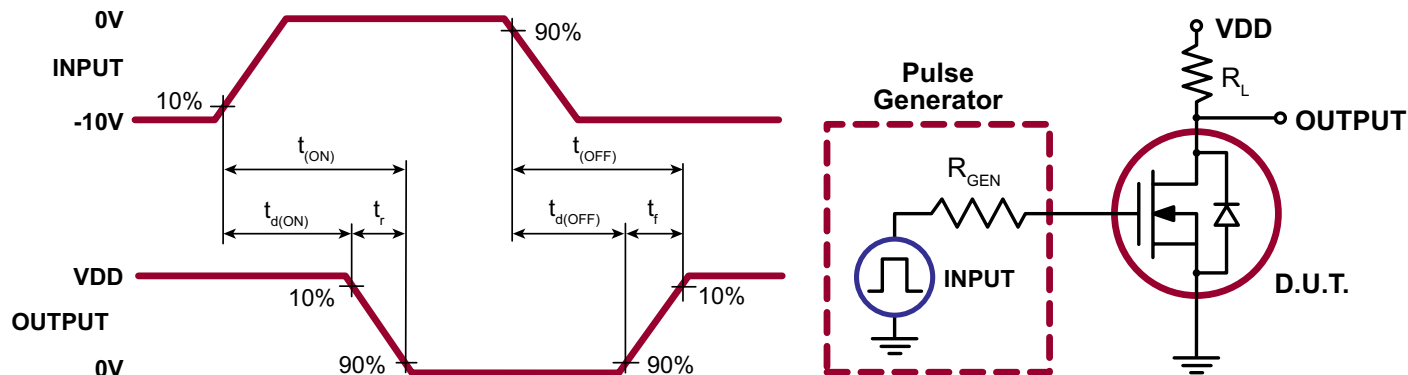 0V
INPUT
-10V
10%
90%
t(ON)
t(OFF)
td(ON)
tr
td(OFF)
tf
VDD
OUTPUT
0V
10%
90%
90%
10%
Pulse
Generator
RGEN
INPUT
VDD
RL
OUTPUT
D.U.T.